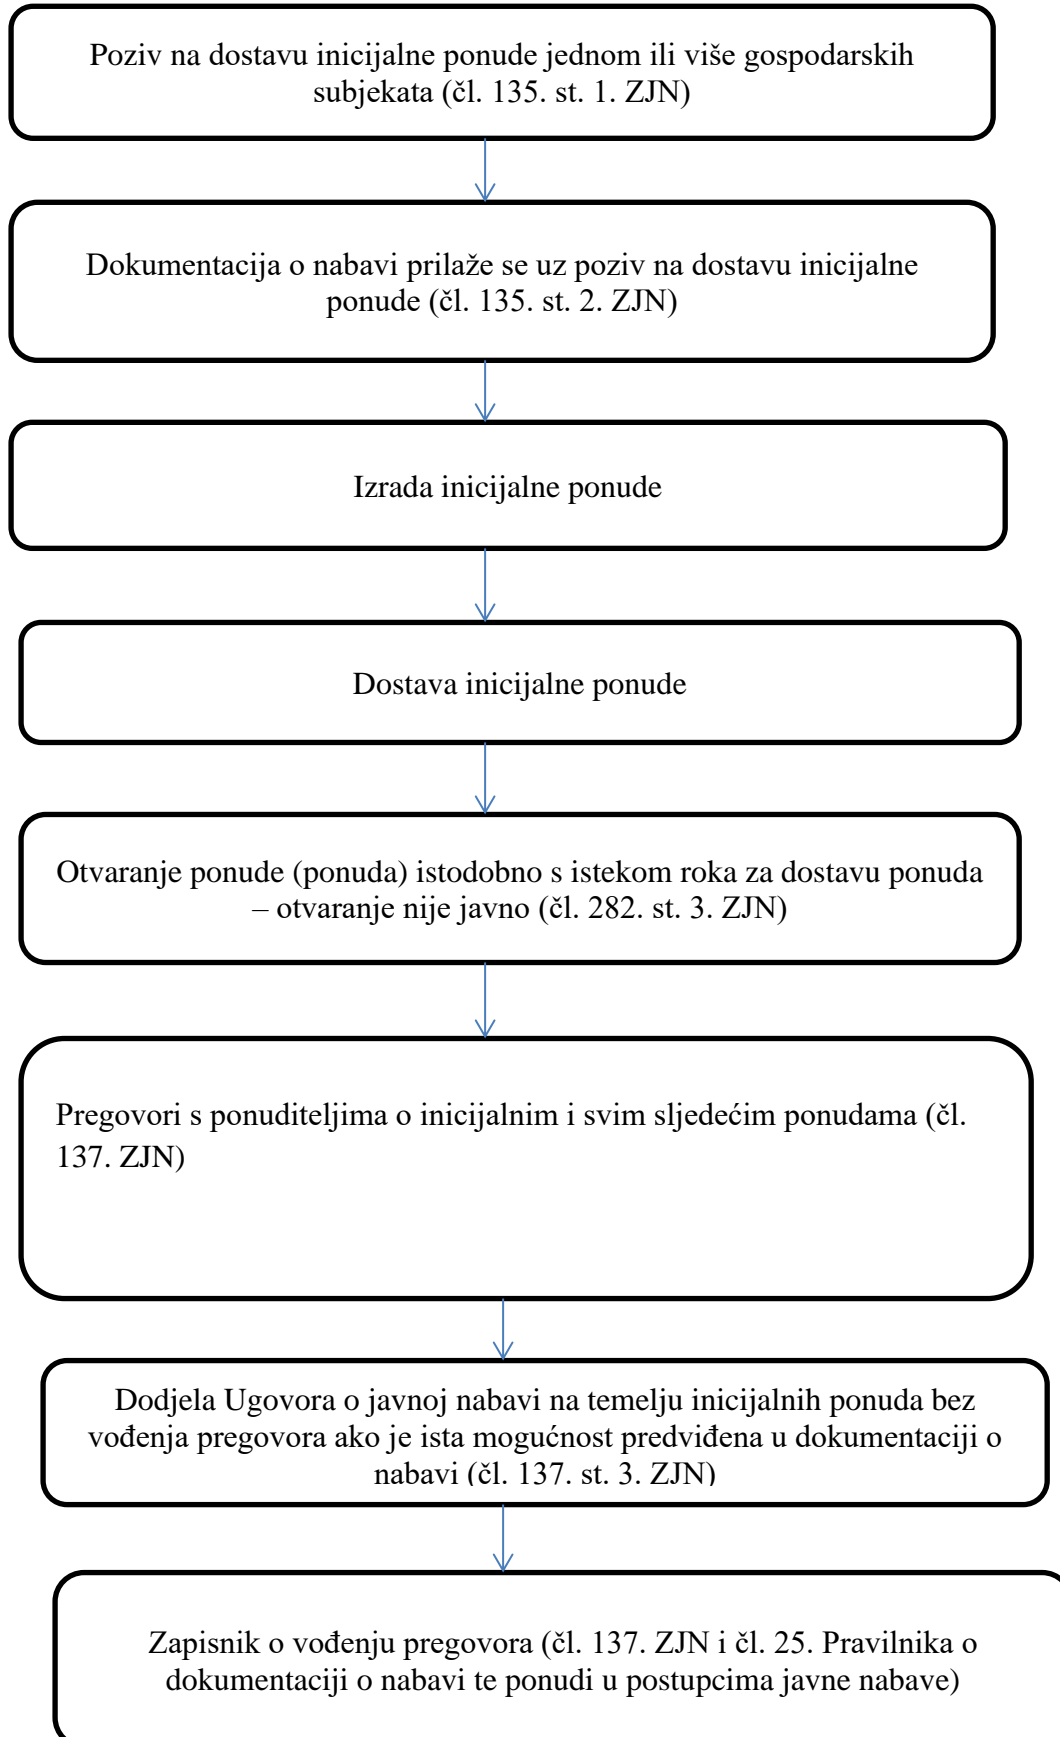 Poziv na dostavu inicijalne ponude jednom ili više gospodarskih
subjekata (čl. 135. st. 1. ZJN)
Dokumentacija o nabavi prilaže se uz poziv na dostavu inicijalne
ponude (čl. 135. st. 2. ZJN)
Izrada inicijalne ponude
Dostava inicijalne ponude
Otvaranje ponude (ponuda) istodobno s istekom roka za dostavu ponuda
– otvaranje nije javno (čl. 282. st. 3. ZJN)
Pregovori s ponuditeljima o inicijalnim i svim sljedećim ponudama (čl.
137. ZJN)
Dodjela Ugovora o javnoj nabavi na temelju inicijalnih ponuda bez
vođenja pregovora ako je ista mogućnost predviđena u dokumentaciji o
nabavi (čl. 137. st. 3. ZJN)
Zapisnik o vođenju pregovora (čl. 137. ZJN i čl. 25. Pravilnika o
dokumentaciji o nabavi te ponudi u postupcima javne nabave)